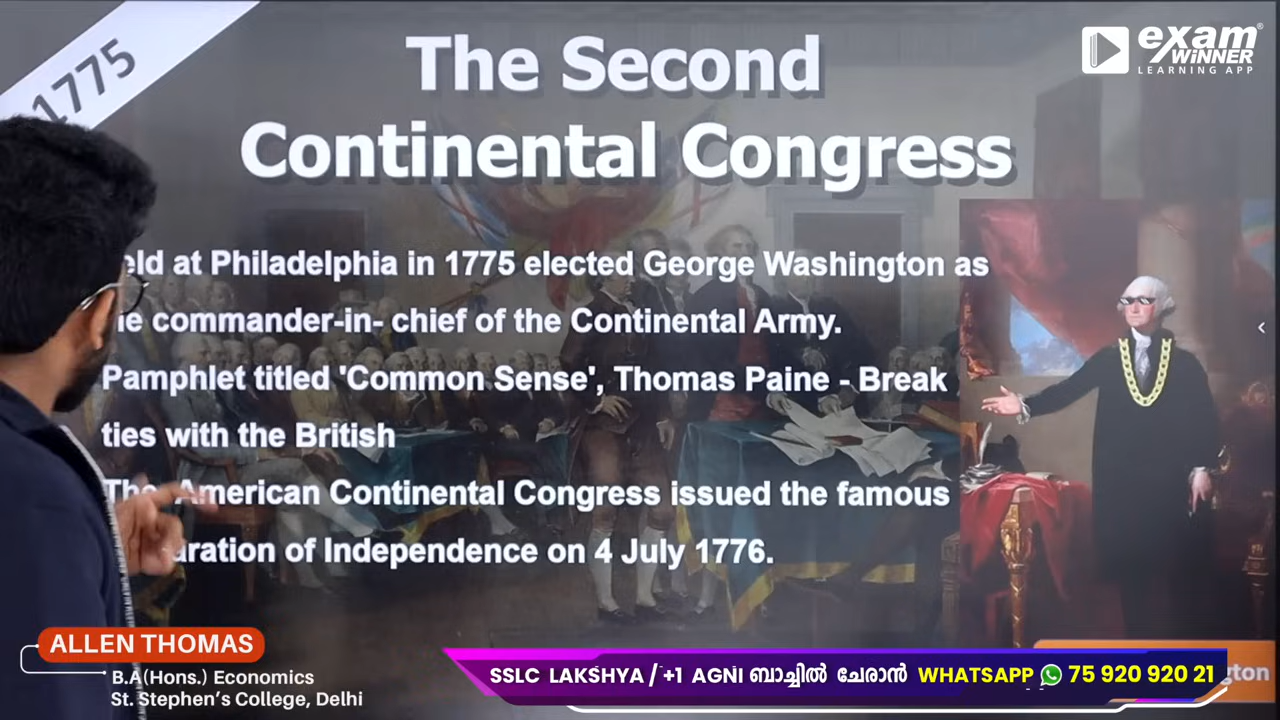 1775
The Second
Continental Congress
exam
WiNNER®
LEARNING APP
eld at Philadelphia in 1775 elected George Washington as
commander-in- chief of the Continental Army.
Pamphlet titled 'Common Sense', Thomas Paine - Break
ties with the British
The American Continental Congress issued the famous
of Independence on 4 July 1776.
ALLEN THOMAS
B.A(Hons.) Economics
St. Stephen's College, Delhi
SSLC LAKSHYA / +1 AGNI ബാച്ചിൽ ചേരാൻ WHATSAPP 75 920 920 21
gton